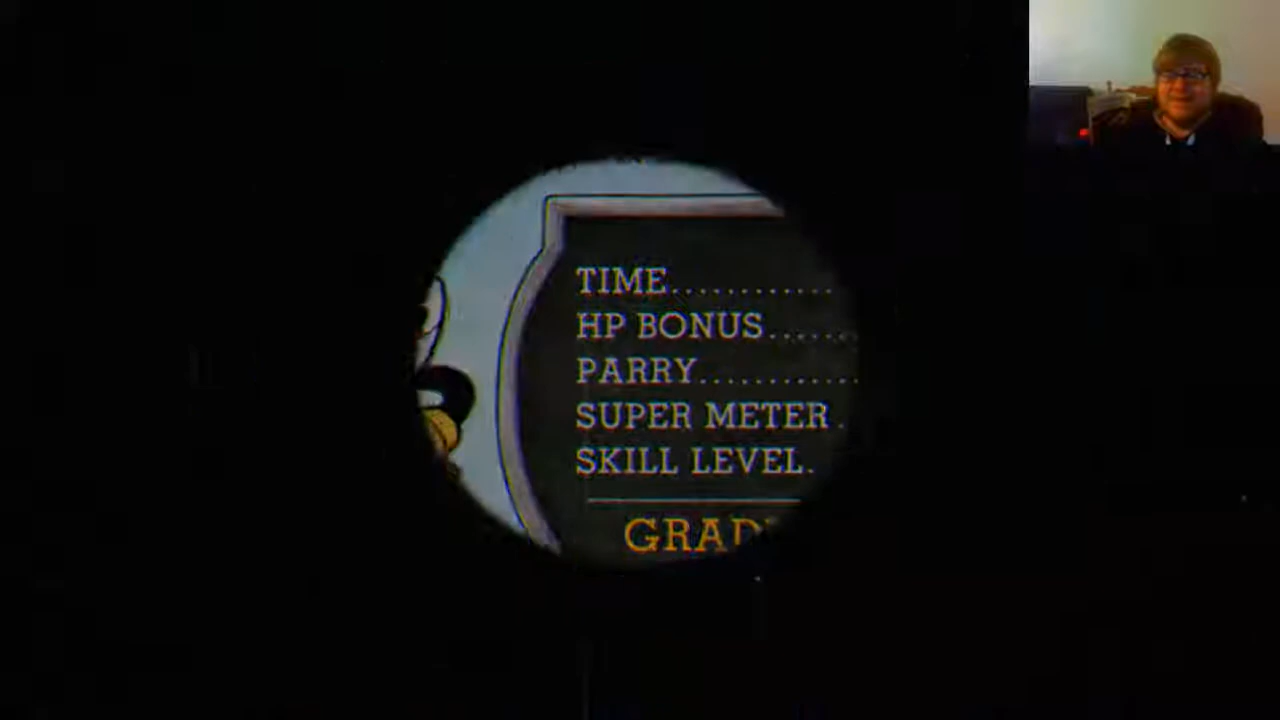 TIME............
HP BONUS.....
PARRY............
SUPER METER.
SKILL LEVEL.